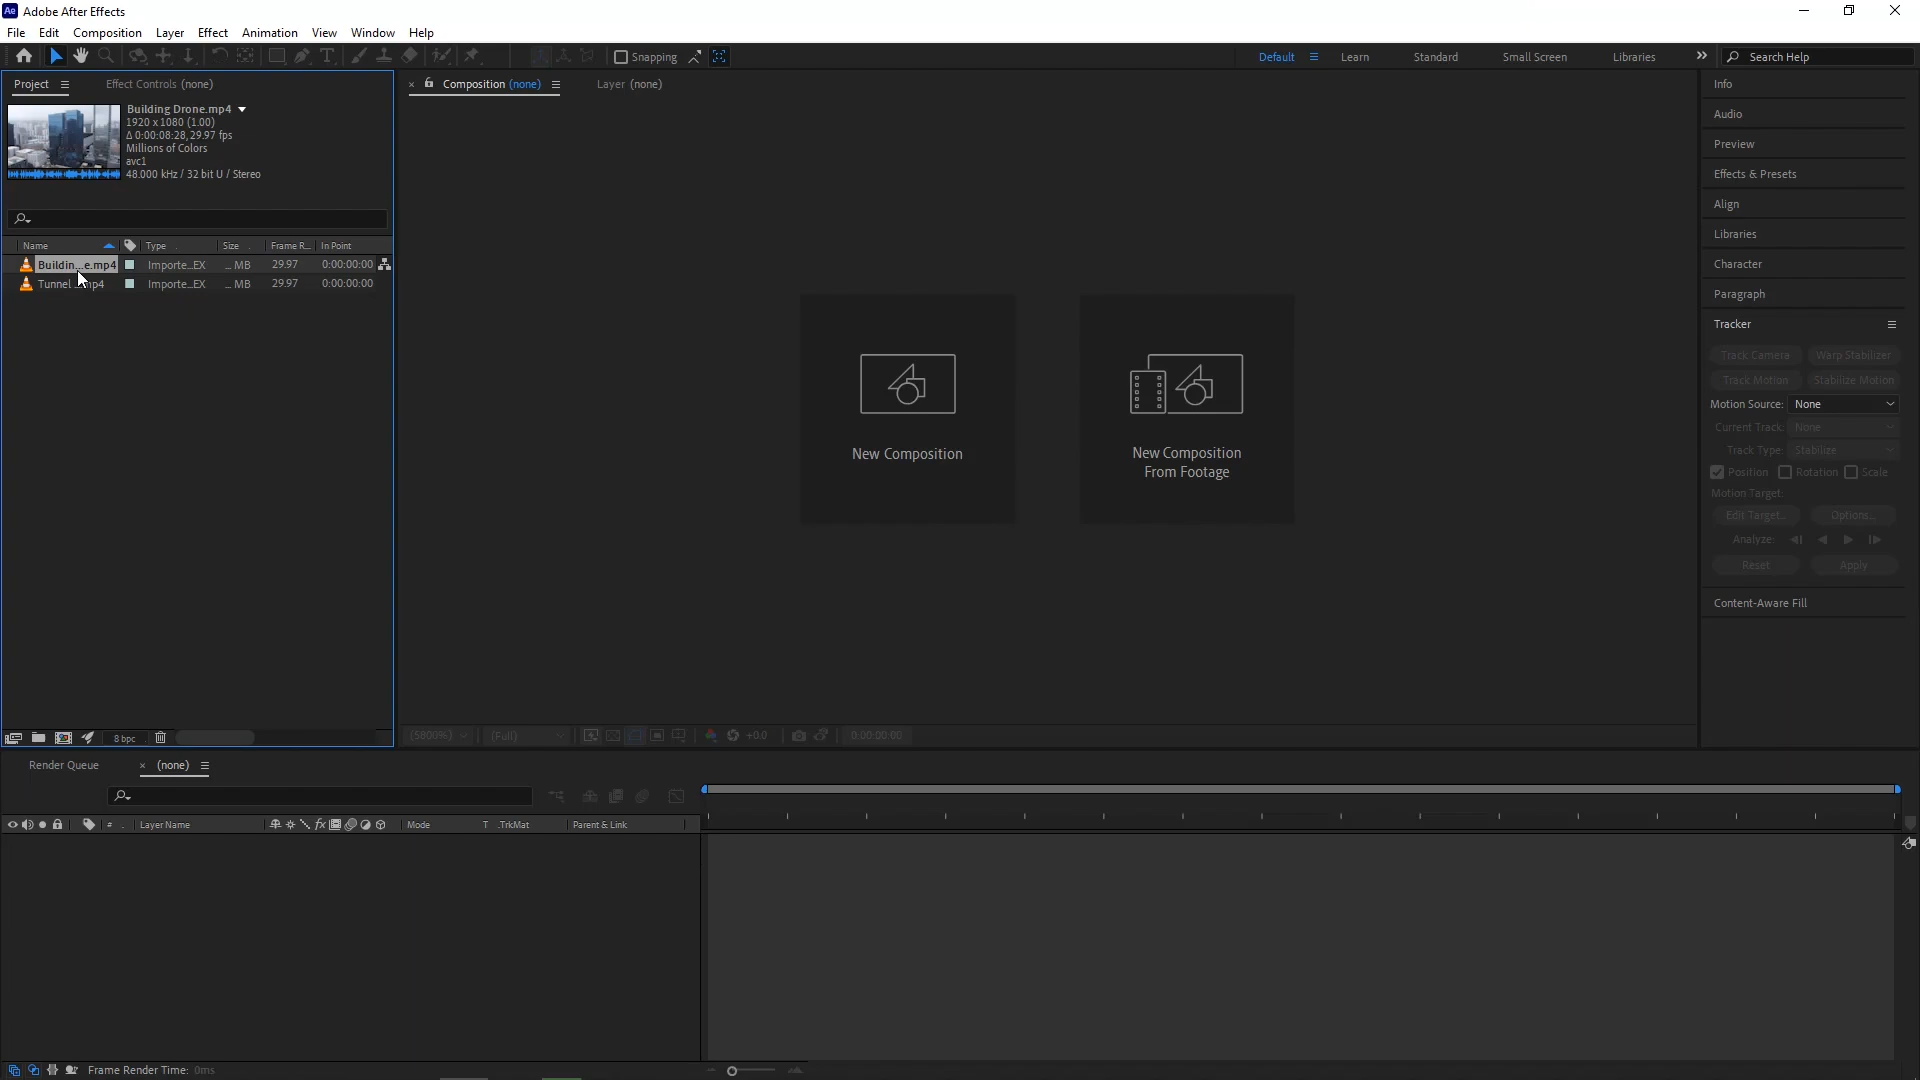 Ae Adobe After Effects
File Edit Composition Layer Effect Animation View Window Help
Snapping Default Learn Standard Small Screen Libraries Search Help
Project Effect Controls (none)
Composition (none) Layer (none)
Building Drone.mp4
1920 x 1080 (1.00)
Δ 0:00:08:28, 29.97 fps
Millions of Colors
avc1
48.000 kHz / 32 bit U / Stereo
Name Type Size Frame R... In Point
Buildin...e.mp4 Importe...EX ... MB 29.97 0:00:00:00
Tunnel ...mp4 Importe...EX ... MB 29.97 0:00:00:00
New Composition
New Composition
From Footage
Info
Audio
Preview
Effects & Presets
Align
Libraries
Character
Paragraph
Tracker
Track Camera Warp Stabilizer
Track Motion Stabilize Motion
Motion Source: None
Current Track: None
Track Type: Stabilize
Position Rotation Scale
Motion Target:
Edit Target... Options...
Analyze:
Reset Apply
Content-Aware Fill
8 bpc
(5800%) (Full) +0.0 0:00:00:00
Render Queue (none)
# Layer Name fx Mode T .TrkMat Parent & Link
Frame Render Time: 0ms